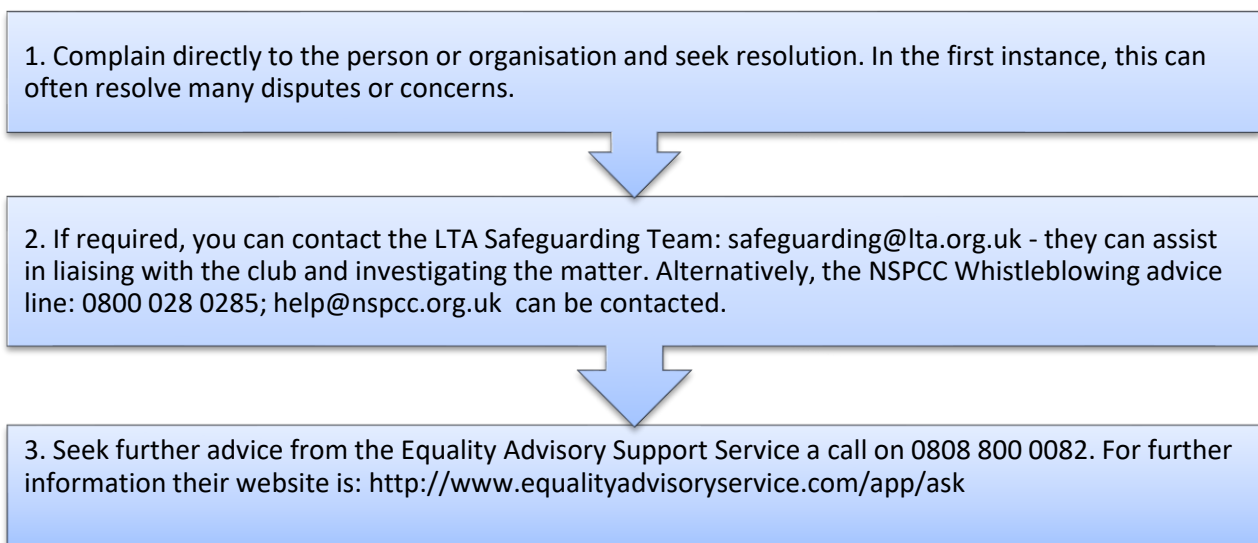 1. Complain directly to the person or organisation and seek resolution. In the first instance, this can
often resolve many disputes or concerns.
2. If required, you can contact the LTA Safeguarding Team: safeguarding@lta.org.uk - they can assist
in liaising with the club and investigating the matter. Alternatively, the NSPCC Whistleblowing advice
line: 0800 028 0285; help@nspcc.org.uk  can be contacted.
3. Seek further advice from the Equality Advisory Support Service a call on 0808 800 0082. For further
information their website is: http://www.equalityadvisoryservice.com/app/ask